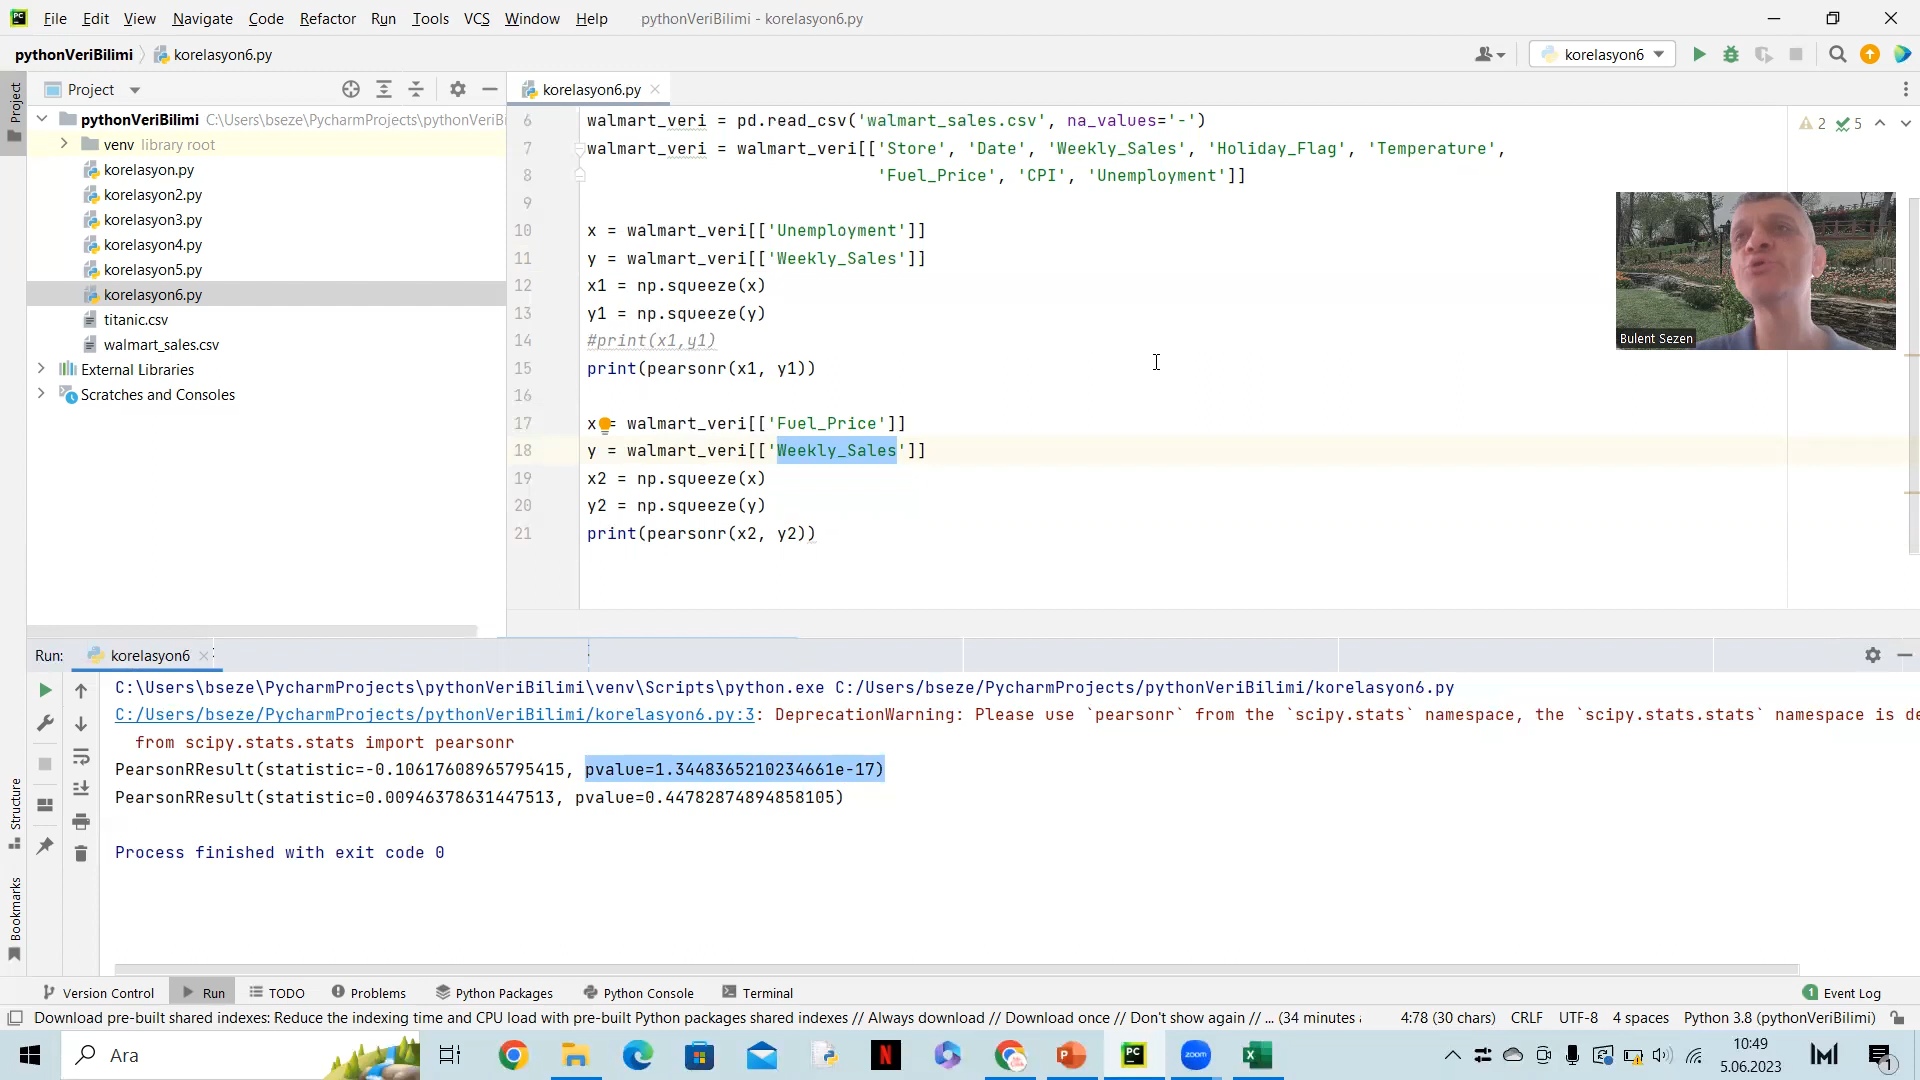 PC File Edit View Navigate Code Refactor Run Tools VCS Window Help pythonVeriBilimi - korelasyon6.py
pythonVeriBilimi korelasyon6.py korelasyon6
Project
Project
korelasyon6.py
pythonVeriBilimi C:\Users\bseze\PycharmProjects\pythonVeriB
venv library root
korelasyon.py
korelasyon2.py
korelasyon3.py
korelasyon4.py
korelasyon5.py
korelasyon6.py
titanic.csv
walmart_sales.csv
External Libraries
Scratches and Consoles
2 5
6 walmart_verı = pd.read_csv('walmart_sales.csv', na_values='-')
7 walmart_veri = walmart_veri[['Store', 'Date', 'Weekly_Sales', 'Holiday_Flag', 'Temperature',
8 'Fuel_Price', 'CPI', 'Unemployment']]
9
10 x = walmart_veri[['Unemployment']]
11 y = walmart_veri[['Weekly_Sales']]
12 x1 = np.squeeze(x)
13 y1 = np.squeeze(y)
14 #print(x1,y1)
15 print(pearsonr(x1, y1))
16
17 x = walmart_veri[['Fuel_Price']]
18 y = walmart_veri[['Weekly_Sales']]
19 x2 = np.squeeze(x)
20 y2 = np.squeeze(y)
21 print(pearsonr(x2, y2))
Bulent Sezen
Run: korelasyon6
C:\Users\bseze\PycharmProjects\pythonVeriBilimi\venv\Scripts\python.exe C:/Users/bseze/PycharmProjects/pythonVeriBilimi/korelasyon6.py
C:/Users/bseze/PycharmProjects/pythonVeriBilimi/korelasyon6.py:3: DeprecationWarning: Please use `pearsonr` from the `scipy.stats` namespace, the `scipy.stats.stats` namespace is de
from scipy.stats.stats import pearsonr
PearsonRResult(statistic=-0.10617608965795415, pvalue=1.3448365210234661e-17)
PearsonRResult(statistic=0.00946378631447513, pvalue=0.44782874894858105)
Process finished with exit code 0
Structure
Bookmarks
Version Control Run TODO Problems Python Packages Python Console Terminal 1 Event Log
Download pre-built shared indexes: Reduce the indexing time and CPU load with pre-built Python packages shared indexes // Always download // Download once // Don't show again // ... (34 minutes 4:78 (30 chars) CRLF UTF-8 4 spaces Python 3.8 (pythonVeriBilimi)
Ara N PC zoom 10:49
5.06.2023 1